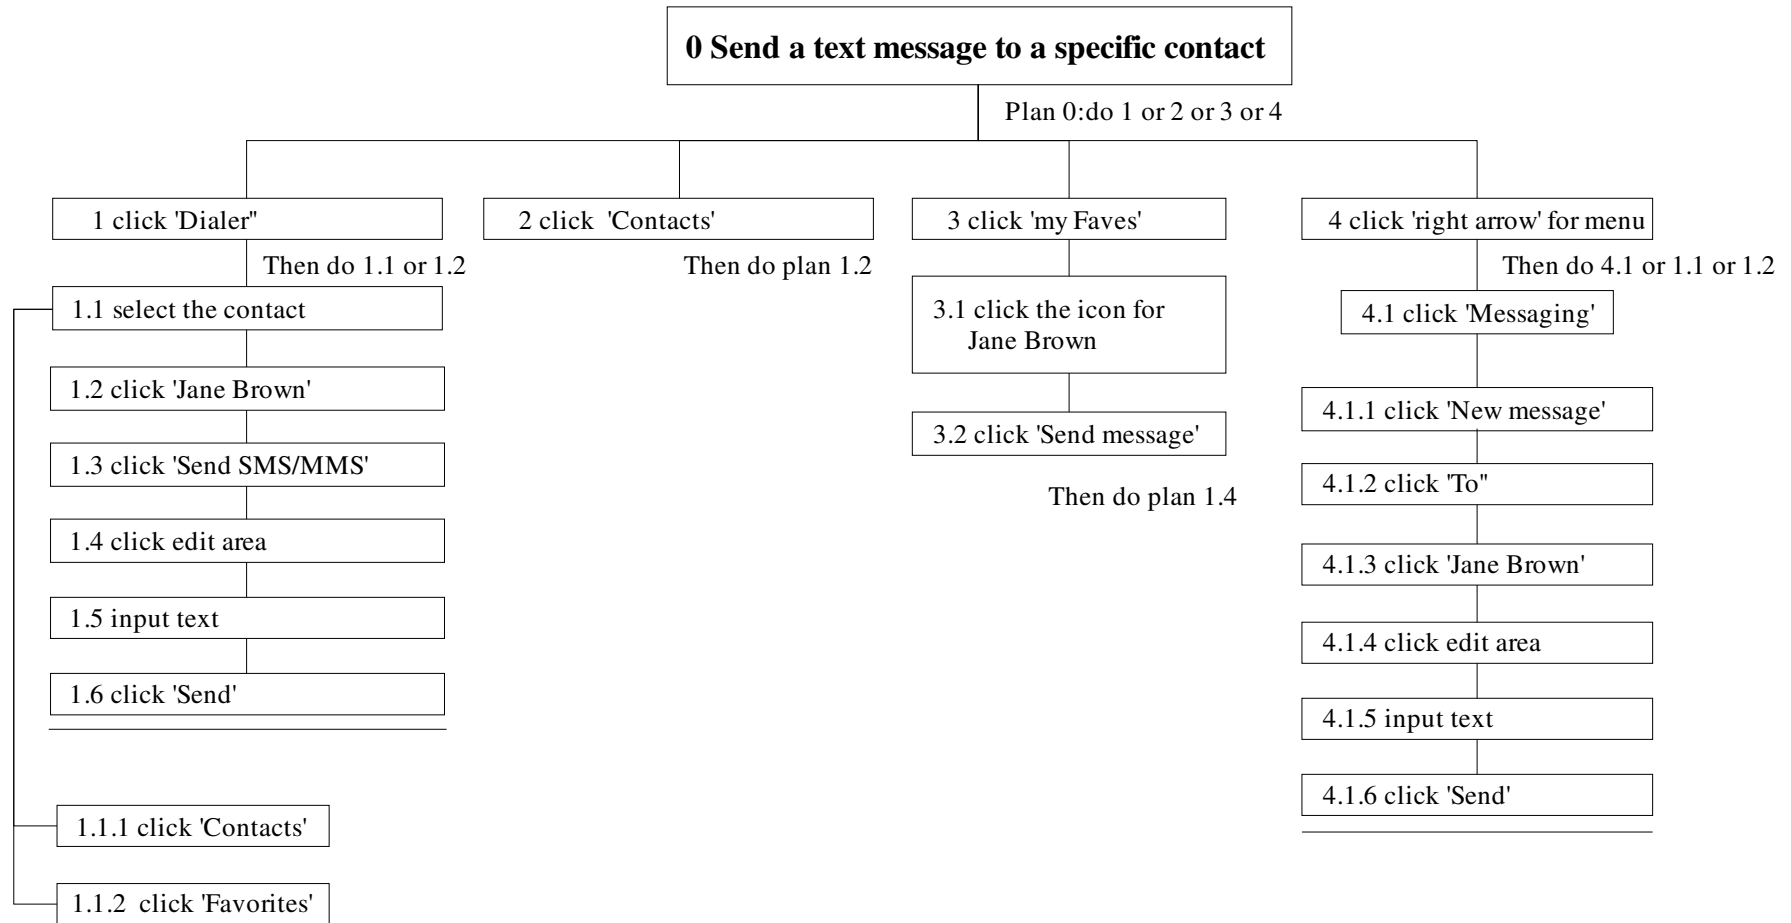 0 Send a text message to a specific contact
Plan 0:do 1 or 2 or 3 or 4
1 click 'Dialer"
Then do 1.1 or 1.2
1.1 select the contact
1.2 click 'Jane Brown'
1.3 click 'Send SMS/MMS'
1.4 click edit area
1.5 input text
1.6 click 'Send'
1.1.1 click 'Contacts'
1.1.2 click 'Favorites'
2 click 'Contacts'
Then do plan 1.2
3 click 'my Faves'
3.1 click the icon for
Jane Brown
3.2 click 'Send message'
Then do plan 1.4
4 click 'right arrow' for menu
Then do 4.1 or 1.1 or 1.2
4.1 click 'Messaging'
4.1.1 click 'New message'
4.1.2 click 'To"
4.1.3 click 'Jane Brown'
4.1.4 click edit area
4.1.5 input text
4.1.6 click 'Send'